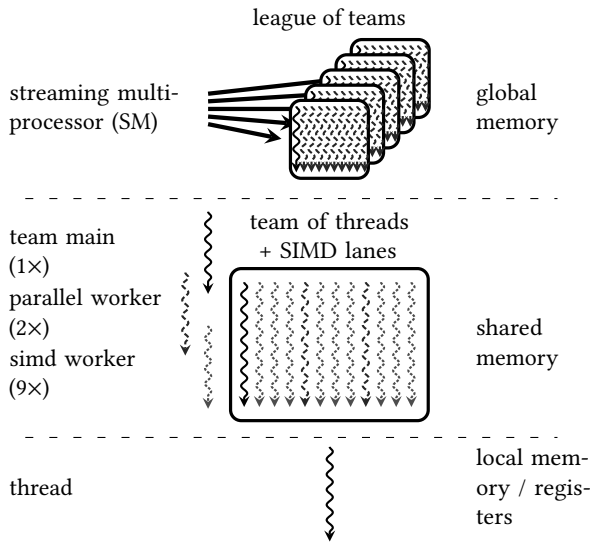 league of teams
streaming multi-
processor (SM)
global
memory
team main
(1×)
parallel worker
(2×)
simd worker
(9×)
team of threads
+ SIMD lanes
shared
memory
thread
local mem-
ory / regis-
ters